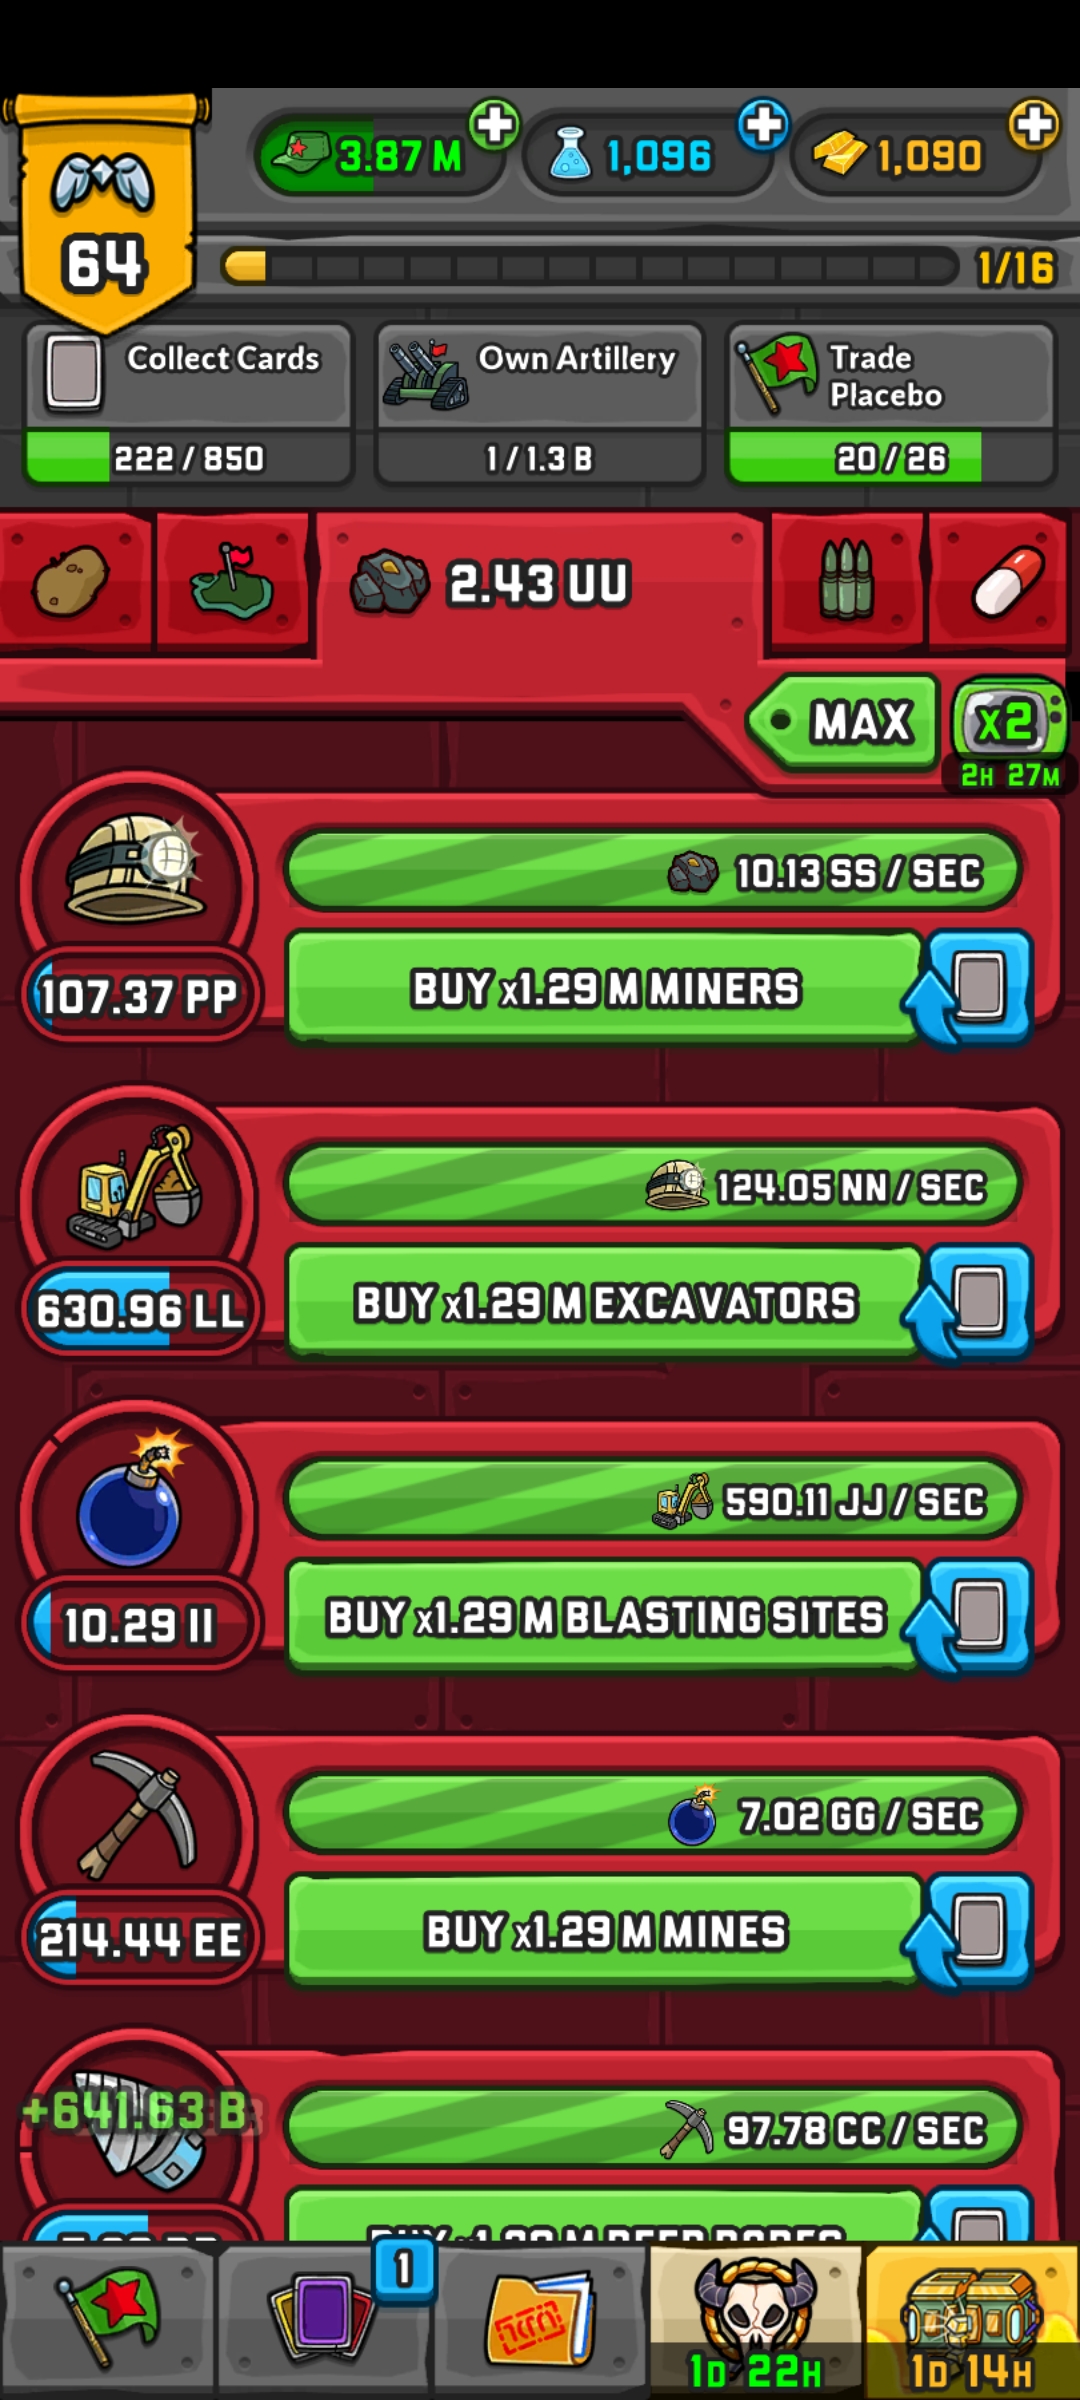 3.87 M
1,096
1,090
64
1/16
Collect Cards
222 / 850
Own Artillery
1 / 1.3 B
Trade
Placebo
20 / 26
2.43 UU
MAX
x2
2H 27M
10.13 SS / SEC
107.37 PP
BUY x1.29 M MINERS
124.05 NN / SEC
630.96 LL
BUY x1.29 M EXCAVATORS
590.11 JJ / SEC
10.29 II
BUY x1.29 M BLASTING SITES
7.02 GG / SEC
214.44 EE
BUY x1.29 M MINES
+641.63 B
97.78 CC / SEC
1
1D 22H
1D 14H